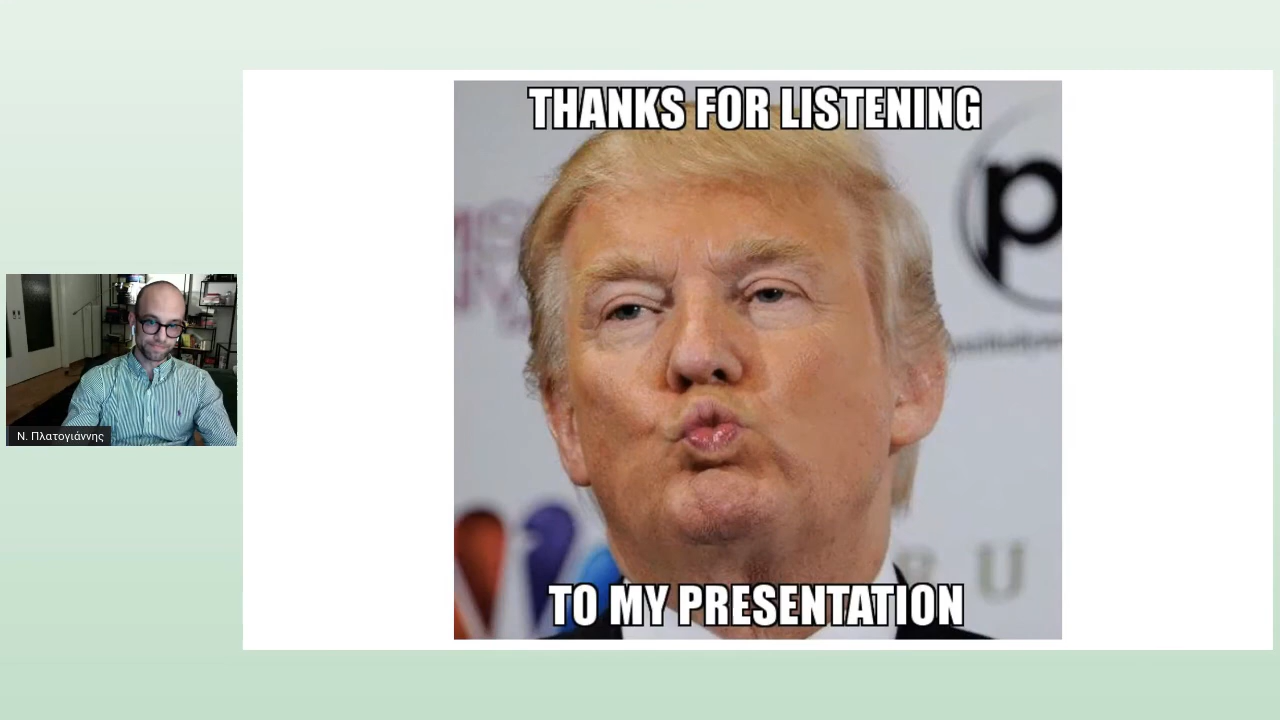 THANKS FOR LISTENING
p
U
TO MY PRESENTATION
Ν. Πλατογιάννης